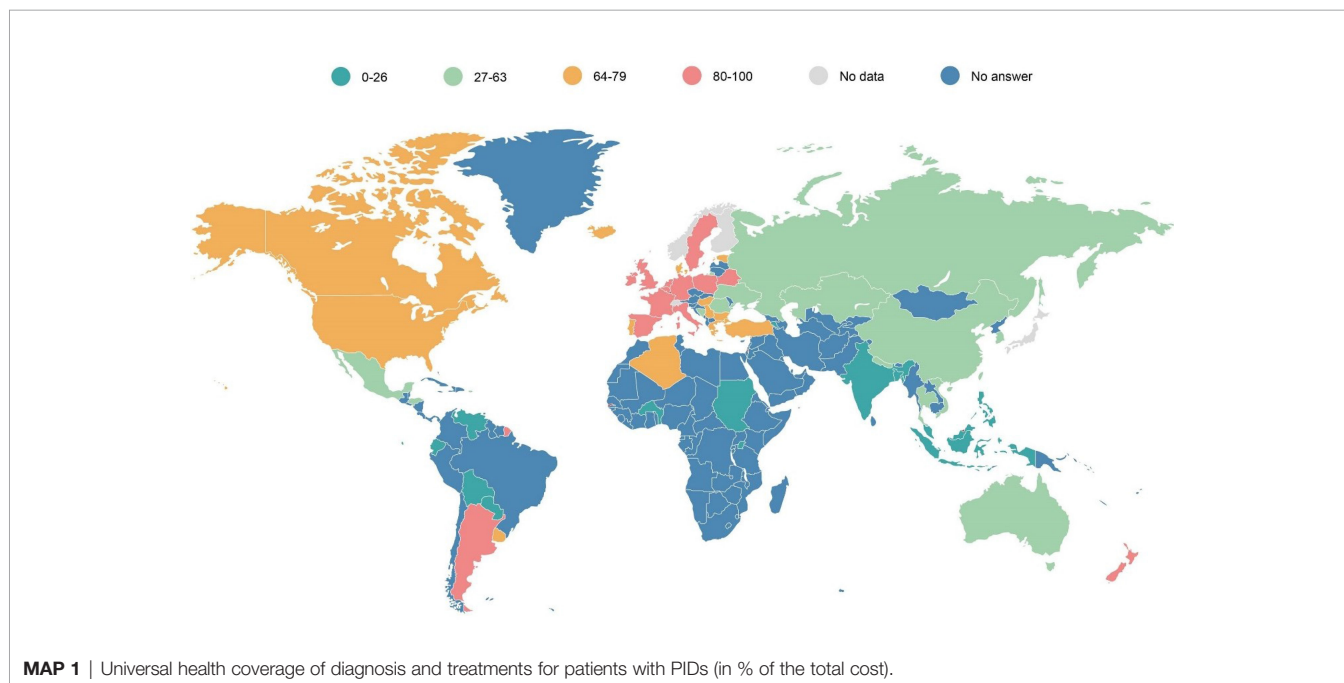 0-26 27-63 64-79 80-100 No data No answer
MAP 1 | Universal health coverage of diagnosis and treatments for patients with PIDs (in % of the total cost).